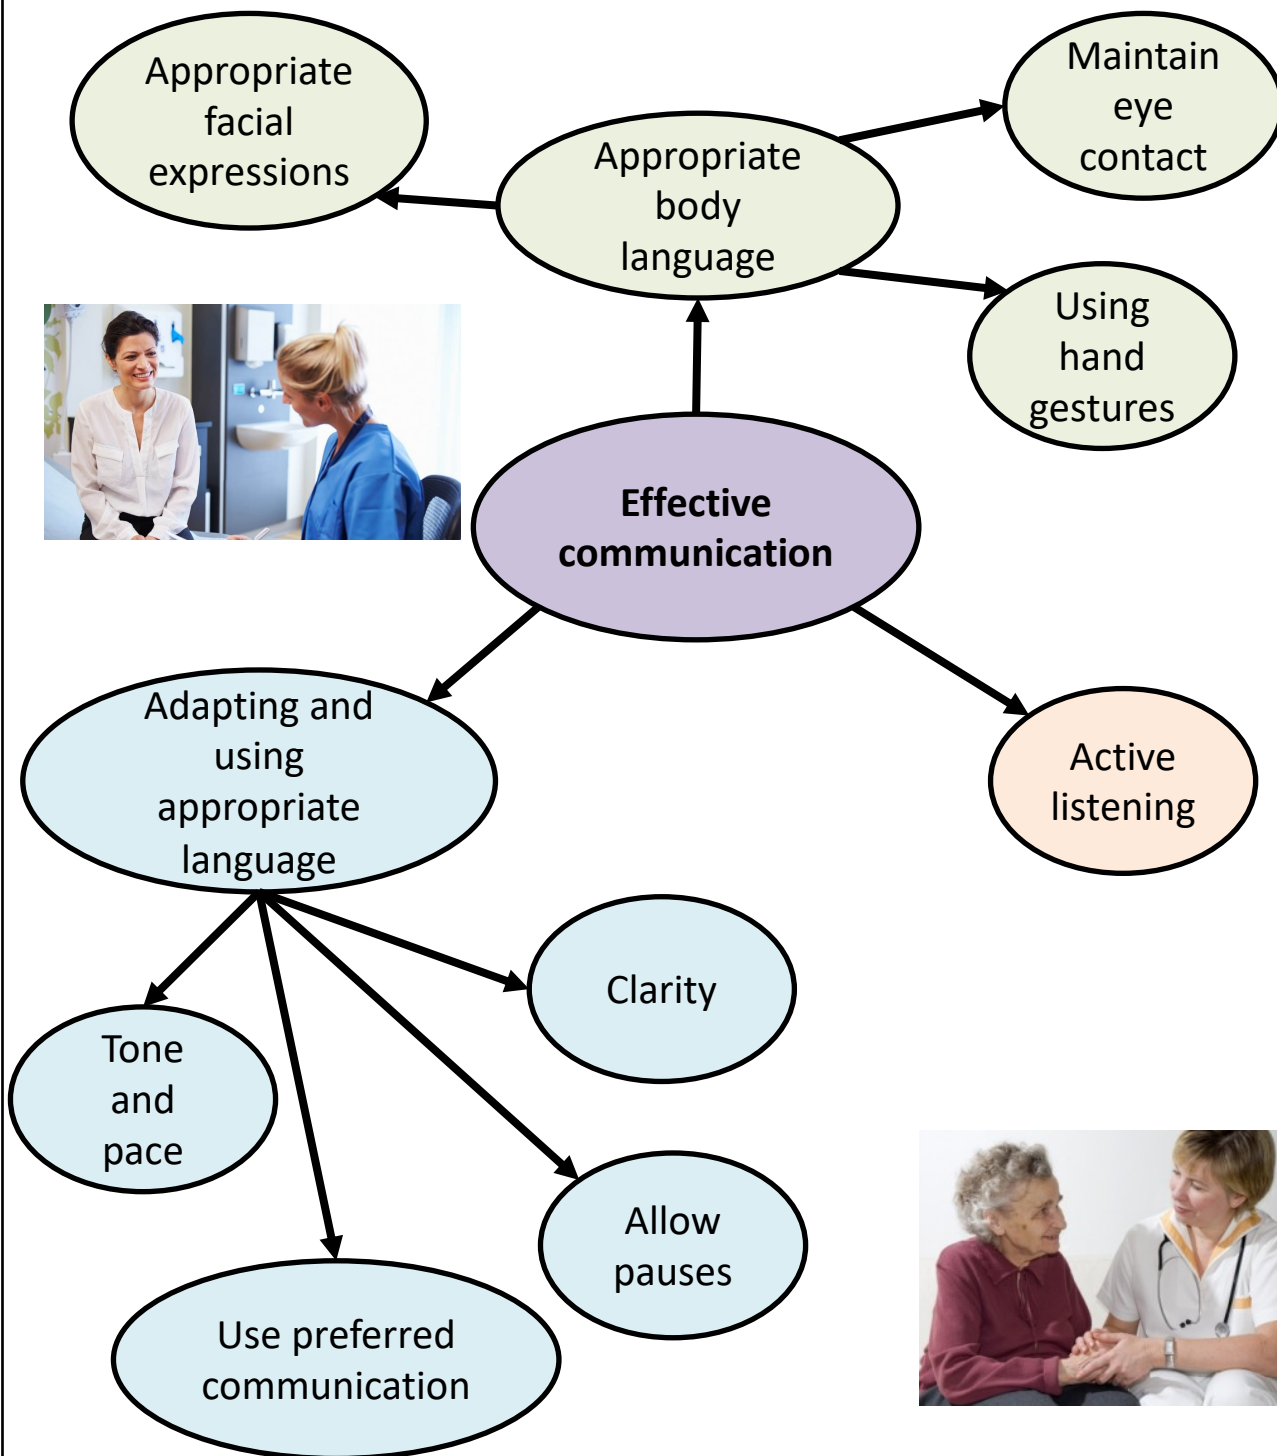 Appropriate
facial
expressions
Appropriate
body
language
Maintain
eye
contact
Using
hand
gestures
Effective
communication
Adapting and
using
appropriate
language
Active
listening
Clarity
Tone
and
pace
Allow
pauses
Use preferred
communication